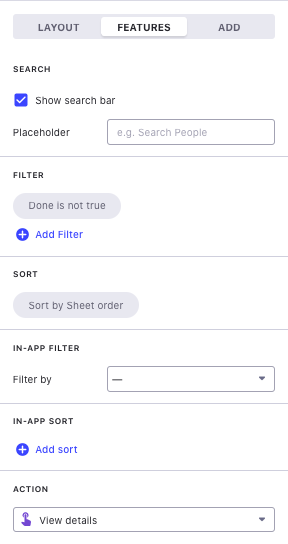 LAYOUT FEATURES ADD
SEARCH
Show search bar
Placeholder e.g. Search People
FILTER
Done is not true
Add Filter
SORT
Sort by Sheet order
IN-APP FILTER
Filter by —
IN-APP SORT
Add sort
ACTION
View details